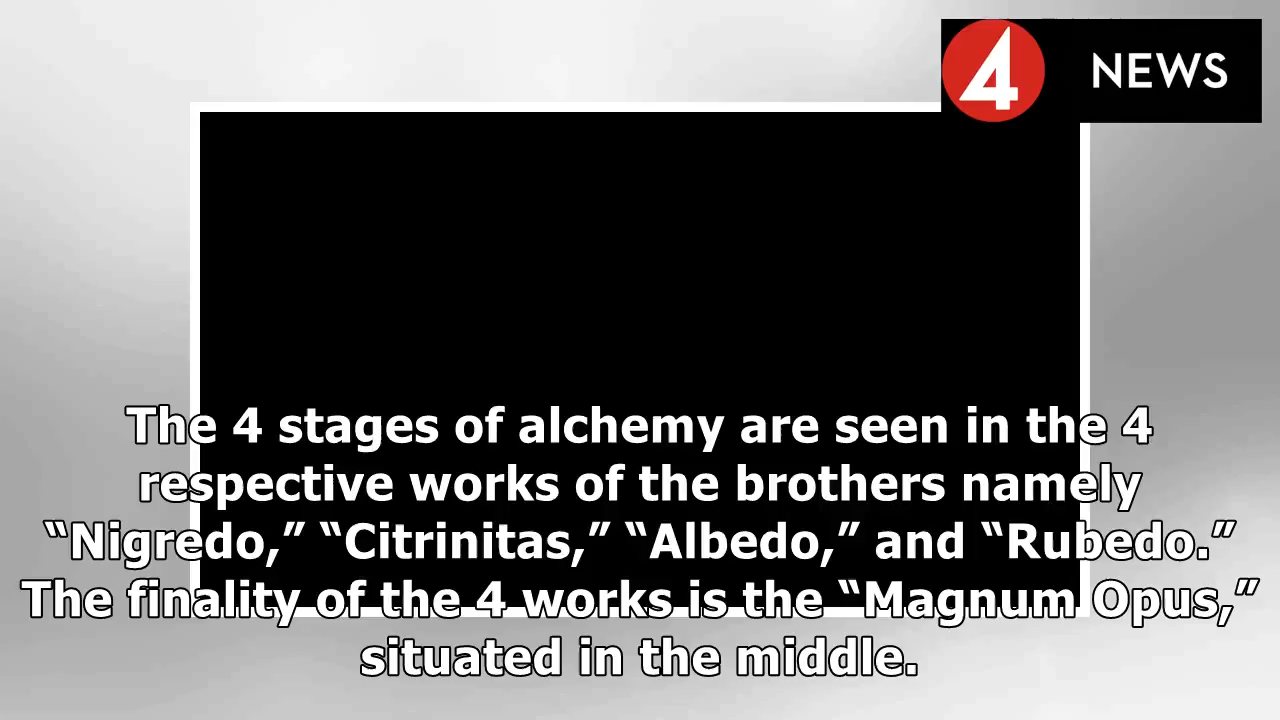 4 NEWS
The 4 stages of alchemy are seen in the 4
respective works of the brothers namely
“Nigredo,” “Citrinitas,” “Albedo,” and “Rubedo.”
The finality of the 4 works is the “Magnum Opus,”
situated in the middle.